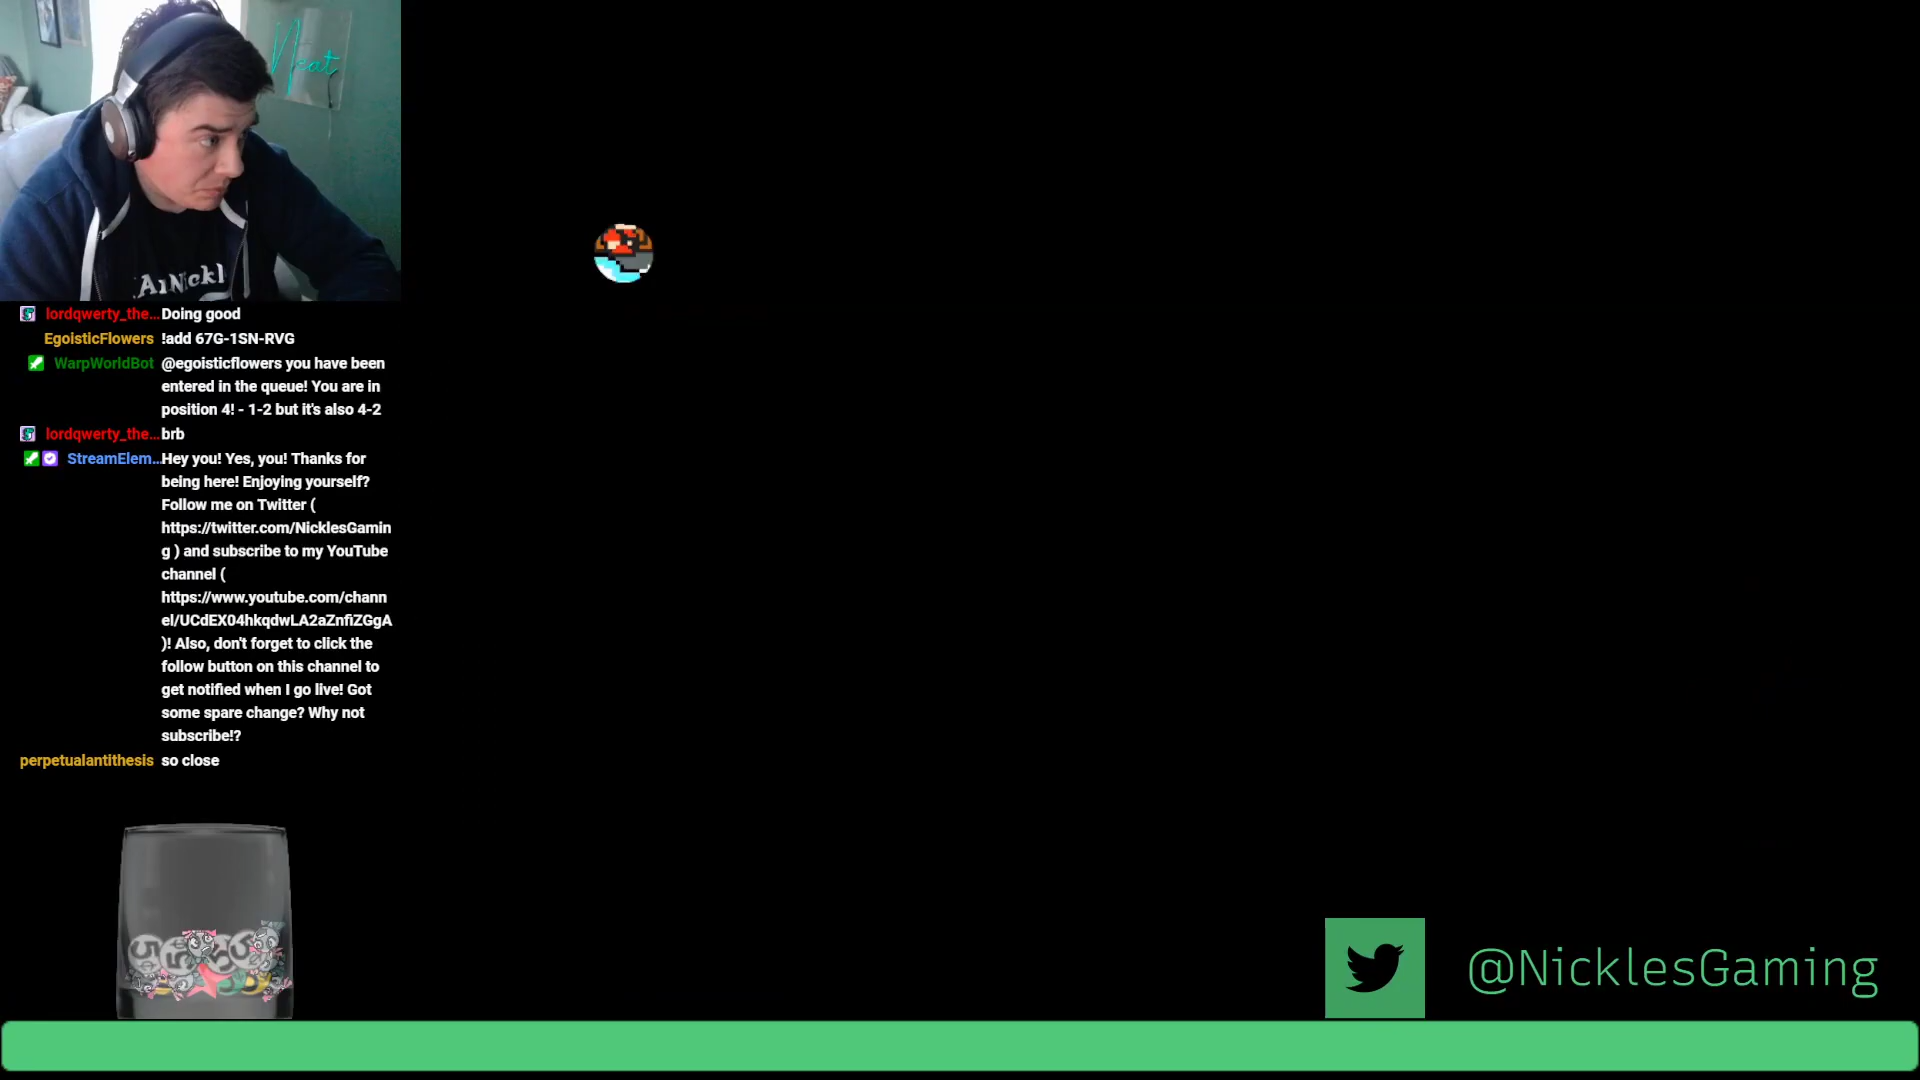 Neat
lordqwerty_the... Doing good
EgoisticFlowers !add 67G-1SN-RVG
WarpWorldBot @egoisticflowers you have been
entered in the queue! You are in
position 4! - 1-2 but it's also 4-2
lordqwerty_the... brb
StreamElem... Hey you! Yes, you! Thanks for
being here! Enjoying yourself?
Follow me on Twitter (
https://twitter.com/NicklesGamin
g ) and subscribe to my YouTube
channel (
https://www.youtube.com/chann
el/UCdEX04hkqdwLA2aZnfiZGgA
)! Also, don't forget to click the
follow button on this channel to
get notified when I go live! Got
some spare change? Why not
subscribe!?
perpetualantithesis so close
@NicklesGaming